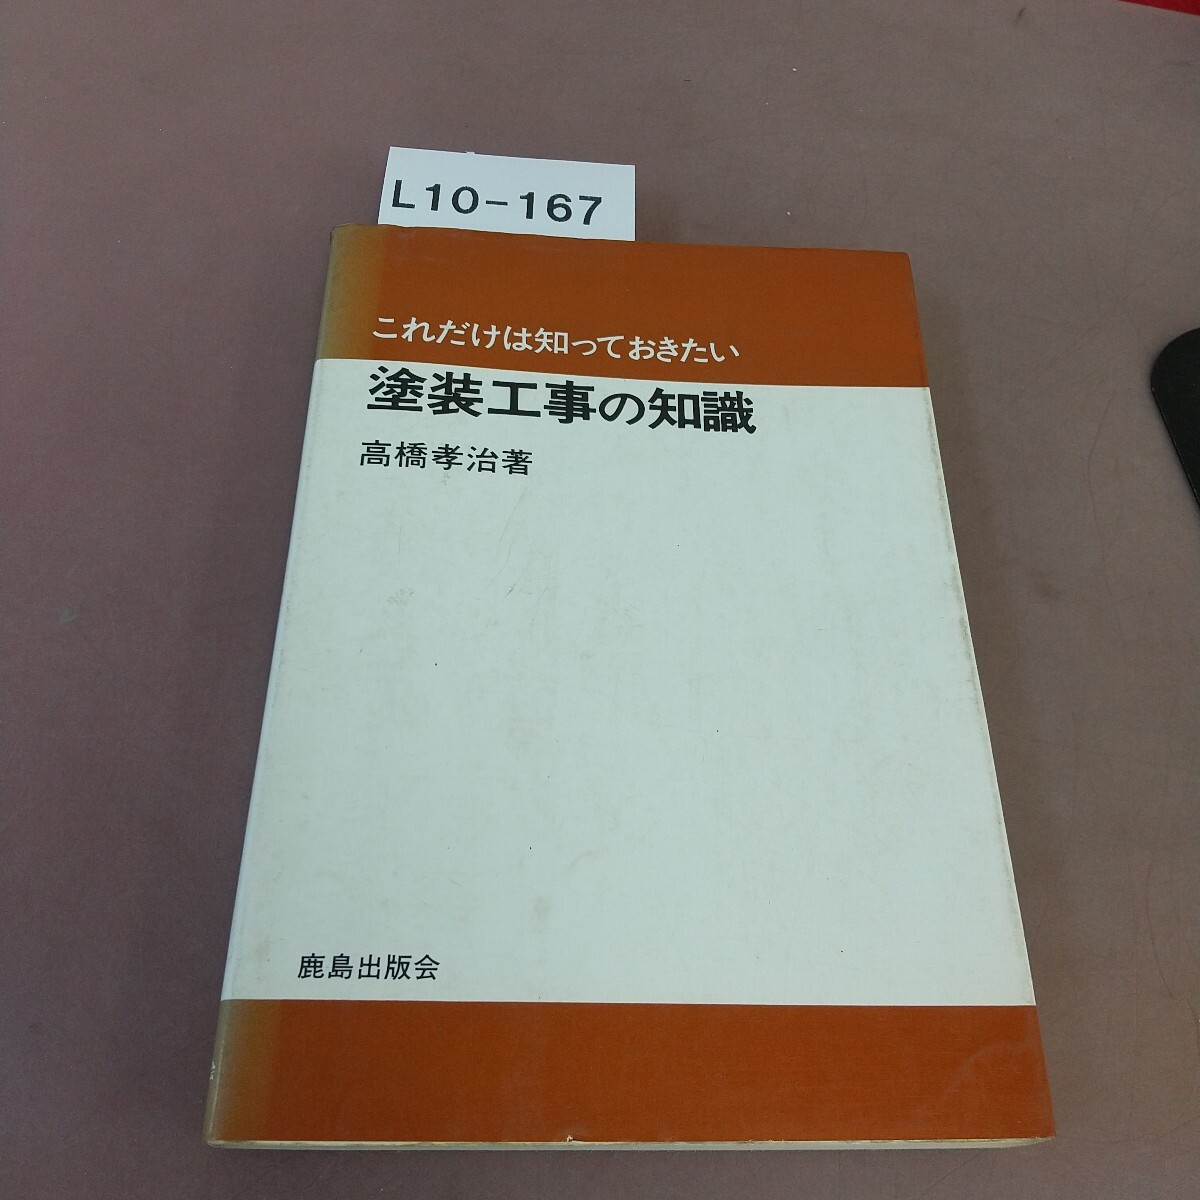 L10-167
これだけは知っておきたい
塗装工事の知識
高橋孝治著
鹿島出版会